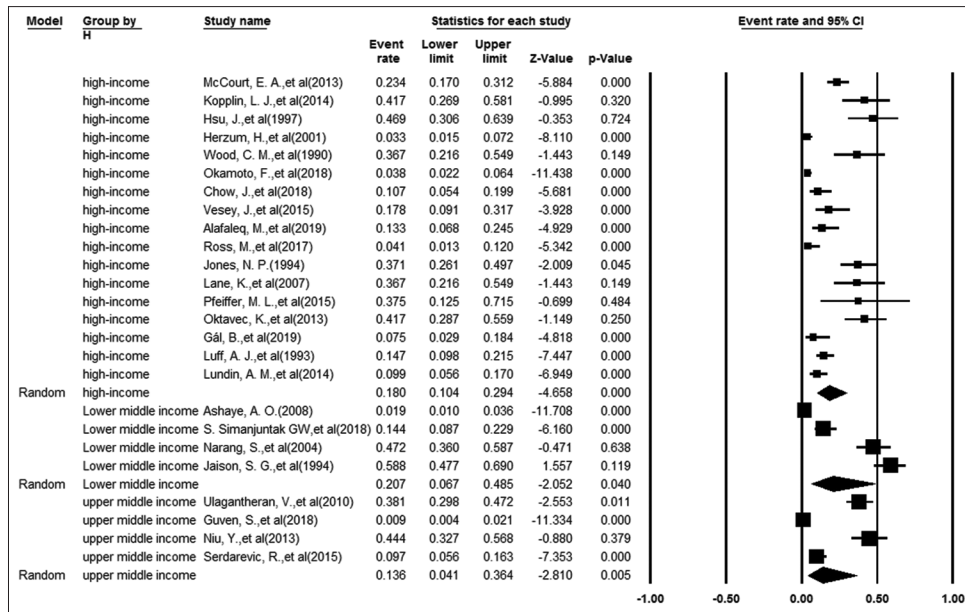 Model Group by Study name Statistics for each study Event rate and 95% CI
H
Event Lower Upper
rate limit limit Z-Value p-Value
high-income McCourt, E. A.,et al(2013) 0.234 0.170 0.312 -5.884 0.000
high-income Kopplin, L. J.,et al(2014) 0.417 0.269 0.581 -0.995 0.320
high-income Hsu, J.,et al(1997) 0.469 0.306 0.639 -0.353 0.724
high-income Herzum, H.,et al(2001) 0.033 0.015 0.072 -8.110 0.000
high-income Wood, C. M.,et al(1990) 0.367 0.216 0.549 -1.443 0.149
high-income Okamoto, F.,et al(2018) 0.038 0.022 0.064 -11.438 0.000
high-income Chow, J.,et al(2018) 0.107 0.054 0.199 -5.681 0.000
high-income Vesey, J.,et al(2015) 0.178 0.091 0.317 -3.928 0.000
high-income Alafaleq, M.,et al(2019) 0.133 0.068 0.245 -4.929 0.000
high-income Ross, M.,et al(2017) 0.041 0.013 0.120 -5.342 0.000
high-income Jones, N. P.(1994) 0.371 0.261 0.497 -2.009 0.045
high-income Lane, K.,et al(2007) 0.367 0.216 0.549 -1.443 0.149
high-income Pfeiffer, M. L.,et al(2015) 0.375 0.125 0.715 -0.699 0.484
high-income Oktavec, K.,et al(2013) 0.417 0.287 0.559 -1.149 0.250
high-income Gál, B.,et al(2019) 0.075 0.029 0.184 -4.818 0.000
high-income Luff, A. J.,et al(1993) 0.147 0.098 0.215 -7.447 0.000
high-income Lundin, A. M.,et al(2014) 0.099 0.056 0.170 -6.949 0.000
Random high-income 0.180 0.104 0.294 -4.658 0.000
Lower middle income Ashaye, A. O.(2008) 0.019 0.010 0.036 -11.708 0.000
Lower middle income S. Simanjuntak GW,et al(2018) 0.144 0.087 0.229 -6.160 0.000
Lower middle income Narang, S.,et al(2004) 0.472 0.360 0.587 -0.471 0.638
Lower middle income Jaison, S. G.,et al(1994) 0.588 0.477 0.690 1.557 0.119
Random Lower middle income 0.207 0.067 0.485 -2.052 0.040
upper middle income Ulagantheran, V.,et al(2010) 0.381 0.298 0.472 -2.553 0.011
upper middle income Guven, S.,et al(2018) 0.009 0.004 0.021 -11.334 0.000
upper middle income Niu, Y.,et al(2013) 0.444 0.327 0.568 -0.880 0.379
upper middle income Serdarevic, R.,et al(2015) 0.097 0.056 0.163 -7.353 0.000
Random upper middle income 0.136 0.041 0.364 -2.810 0.005
-1.00 -0.50 0.00 0.50 1.00